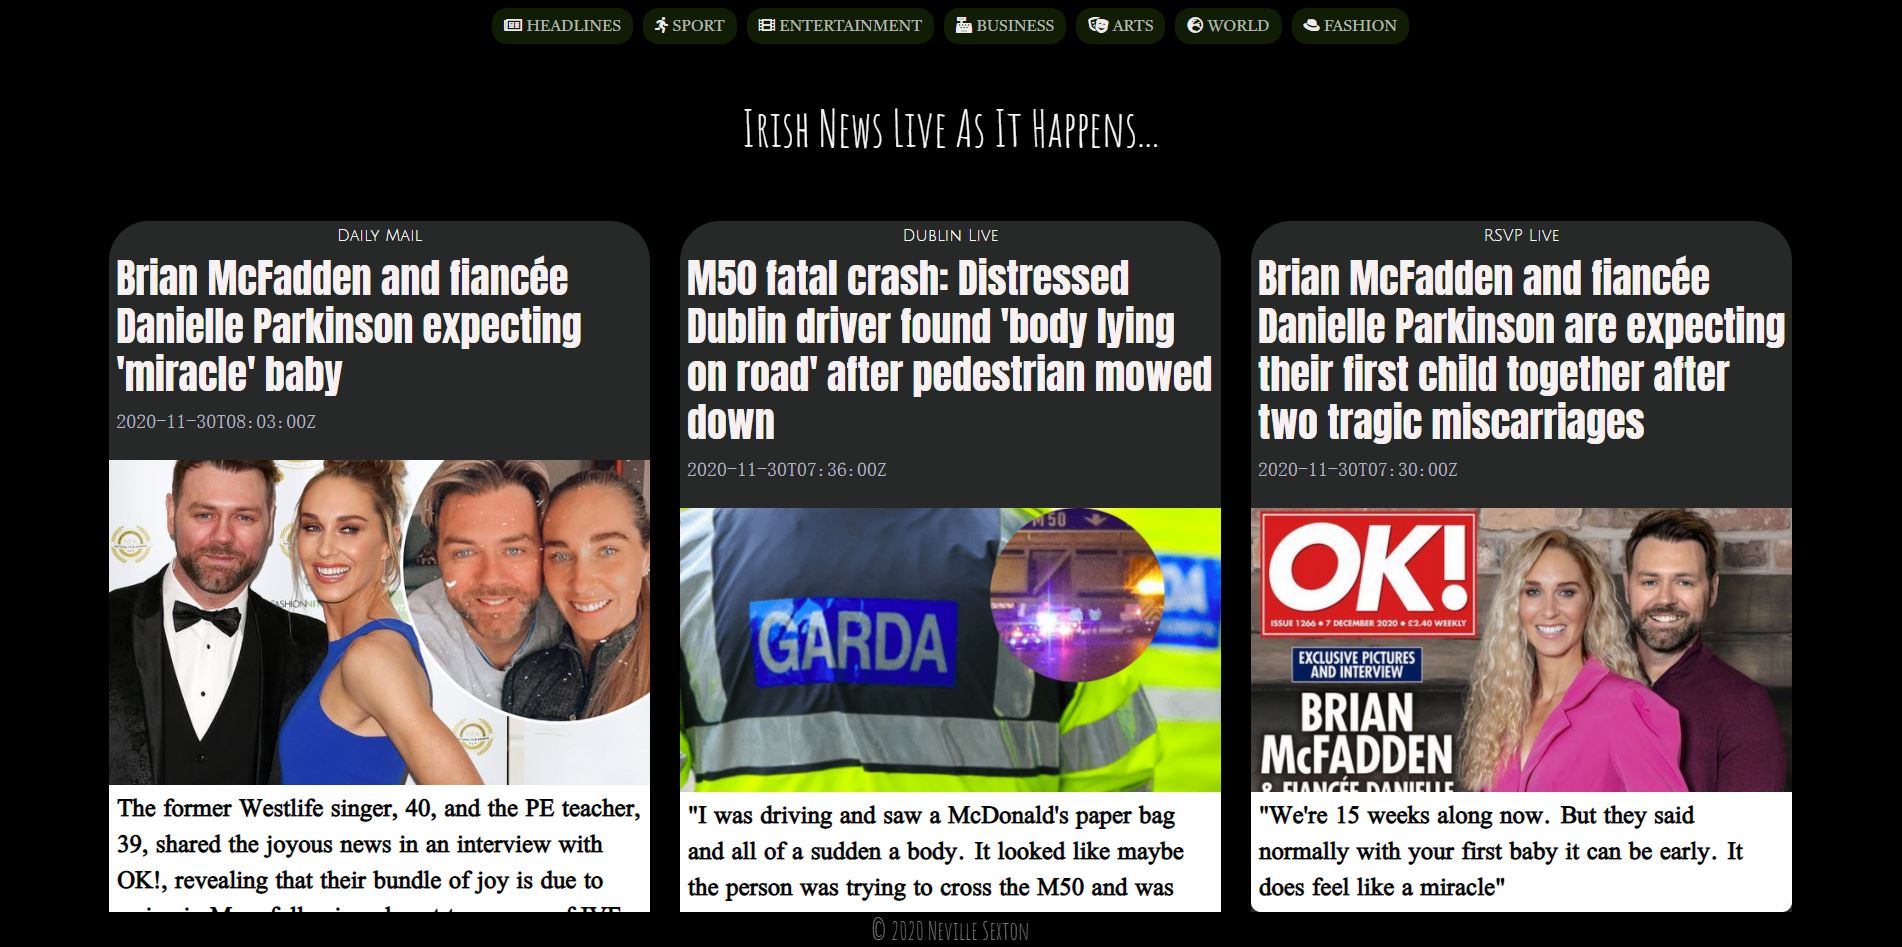 HEADLINES SPORT ENTERTAINMENT BUSINESS ARTS WORLD FASHION
Irish News Live As It Happens...
Daily Mail
Brian McFadden and fiancée
Danielle Parkinson expecting
'miracle' baby
2020-11-30T08:03:00Z
The former Westlife singer, 40, and the PE teacher,
39, shared the joyous news in an interview with
OK!, revealing that their bundle of joy is due to
Dublin Live
M50 fatal crash: Distressed
Dublin driver found 'body lying
on road' after pedestrian mowed
down
2020-11-30T07:36:00Z
M50
GARDA
"I was driving and saw a McDonald's paper bag
and all of a sudden a body. It looked like maybe
the person was trying to cross the M50 and was
RSVP Live
Brian McFadden and fiancée
Danielle Parkinson are expecting
their first child together after
two tragic miscarriages
2020-11-30T07:30:00Z
OK!
ISSUE 1266 • 7 DECEMBER 2020 • £2.40 WEEKLY
EXCLUSIVE PICTURES
AND INTERVIEW
BRIAN
McFADDEN
& FIANCÉE DANIELLE
"We're 15 weeks along now. But they said
normally with your first baby it can be early. It
does feel like a miracle"
© 2020 Neville Sexton